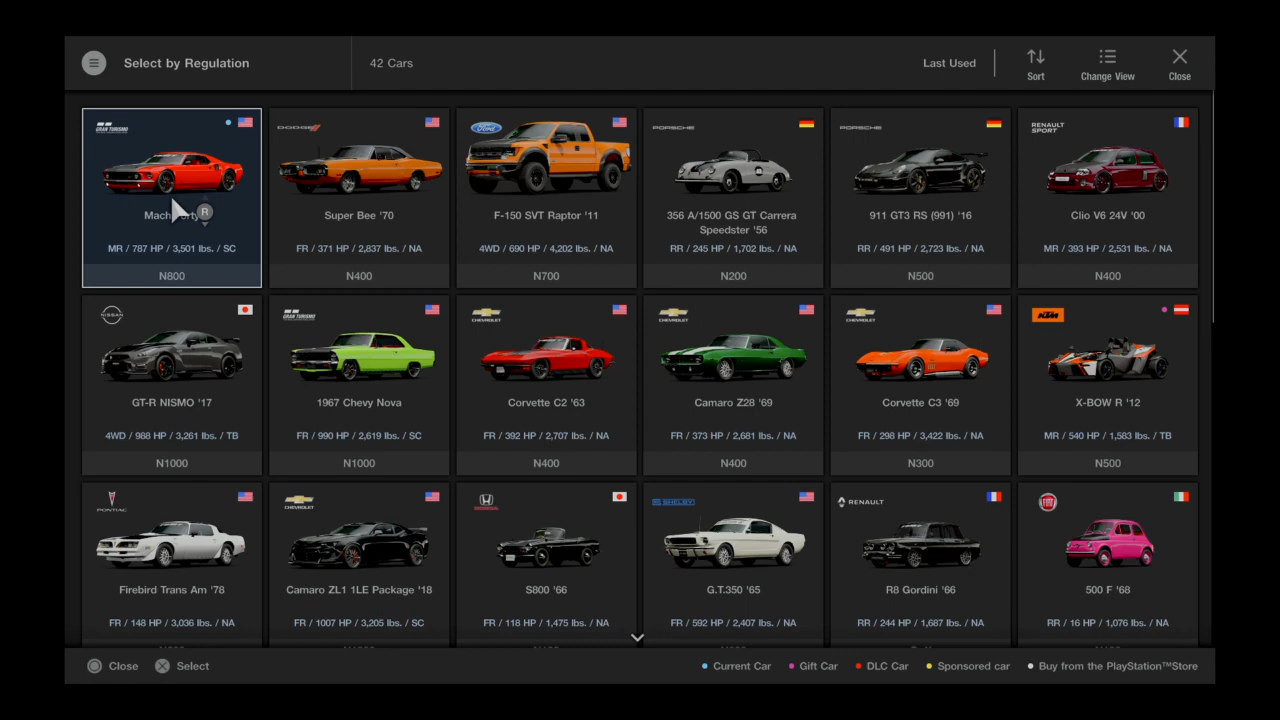 Select by Regulation
42 Cars
Last Used
Sort
Change View
Close
GRAN TURISMO
Mach Forty
MR / 787 HP / 3,501 lbs. / SC
N800
DODGE
Super Bee '70
FR / 371 HP / 2,837 lbs. / NA
N400
Ford
F-150 SVT Raptor '11
4WD / 690 HP / 4,202 lbs. / NA
N700
PORSCHE
356 A/1500 GS GT Carrera
Speedster '56
RR / 245 HP / 1,702 lbs. / NA
N200
PORSCHE
911 GT3 RS (991) '16
RR / 491 HP / 2,723 lbs. / NA
N500
RENAULT
SPORT
Clio V6 24V '00
MR / 393 HP / 2,531 lbs. / NA
N400
R
NISSAN
GT-R NISMO '17
4WD / 988 HP / 3,261 lbs. / TB
N1000
GRAN TURISMO
1967 Chevy Nova
FR / 990 HP / 2,619 lbs. / SC
N1000
CHEVROLET
Corvette C2 '63
FR / 392 HP / 2,707 lbs. / NA
N400
CHEVROLET
Camaro Z28 '69
FR / 373 HP / 2,681 lbs. / NA
N400
CHEVROLET
Corvette C3 '69
FR / 298 HP / 3,422 lbs. / NA
N300
KTM
X-BOW R '12
MR / 540 HP / 1,583 lbs. / TB
N500
PONTIAC
Firebird Trans Am '78
FR / 148 HP / 3,036 lbs. / NA
CHEVROLET
Camaro ZL1 1LE Package '18
FR / 1007 HP / 3,205 lbs. / SC
HONDA
S800 '66
FR / 118 HP / 1,475 lbs. / NA
SHELBY
G.T.350 '65
FR / 592 HP / 2,407 lbs. / NA
RENAULT
R8 Gordini '66
RR / 244 HP / 1,687 lbs. / NA
FIAT
500 F '68
RR / 16 HP / 1,076 lbs. / NA
Close
Select
Current Car
Gift Car
DLC Car
Sponsored car
Buy from the PlayStation™Store